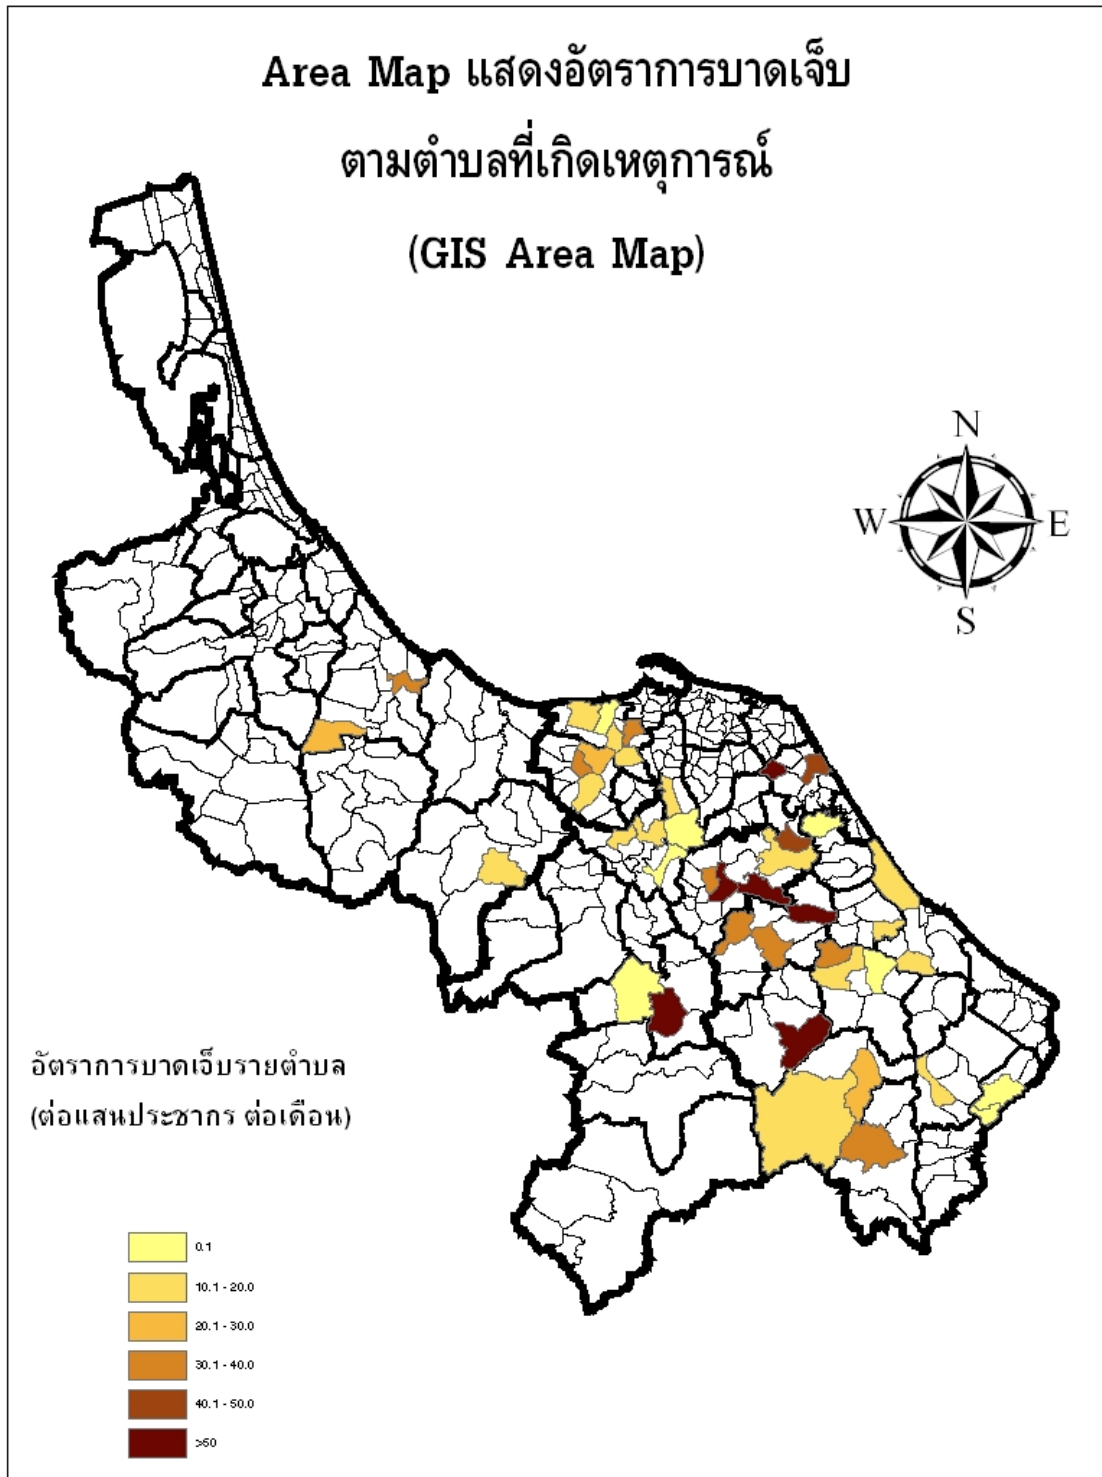 Area Map แสดงอัตราการบาดเจ็บ
ตามตำบลที่เกิดเหตุการณ์
(GIS Area Map)
N
W
E
S
อัตราการบาดเจ็บรายตำบล
(ต่อแสนประชากร ต่อเดือน)
0.1
10.1 - 20.0
20.1 - 30.0
30.1 - 40.0
40.1 - 50.0
>50